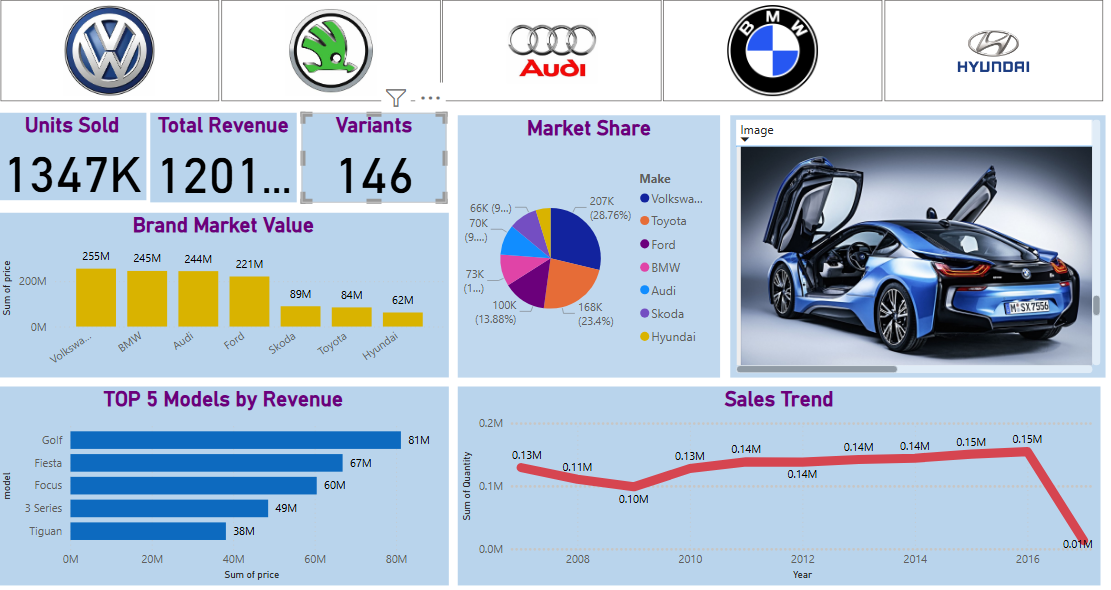 BMW
Audi
HYUNDAI
Units Sold
1347K
Total Revenue
1201...
Variants
146
Brand Market Value
Sum of price
200M
0M
255M
245M
244M
221M
89M
84M
62M
Volkswa...
BMW
Audi
Ford
Skoda
Toyota
Hyundai
Market Share
207K
(28.76%)
168K
(23.4%)
100K
(13.88%)
73K
(1...)
70K
(9....)
66K (9...)
Make
Volkswa...
Toyota
Ford
BMW
Audi
Skoda
Hyundai
Image
M·SX 7556
TOP 5 Models by Revenue
model
Golf
81M
Fiesta
67M
Focus
60M
3 Series
49M
Tiguan
38M
0M 20M 40M 60M 80M
Sum of price
Sales Trend
Sum of Quantity
0.2M
0.1M
0.0M
0.13M
0.11M
0.10M
0.13M
0.14M
0.14M
0.14M
0.14M
0.15M
0.15M
0.01M
2008 2010 2012 2014 2016
Year